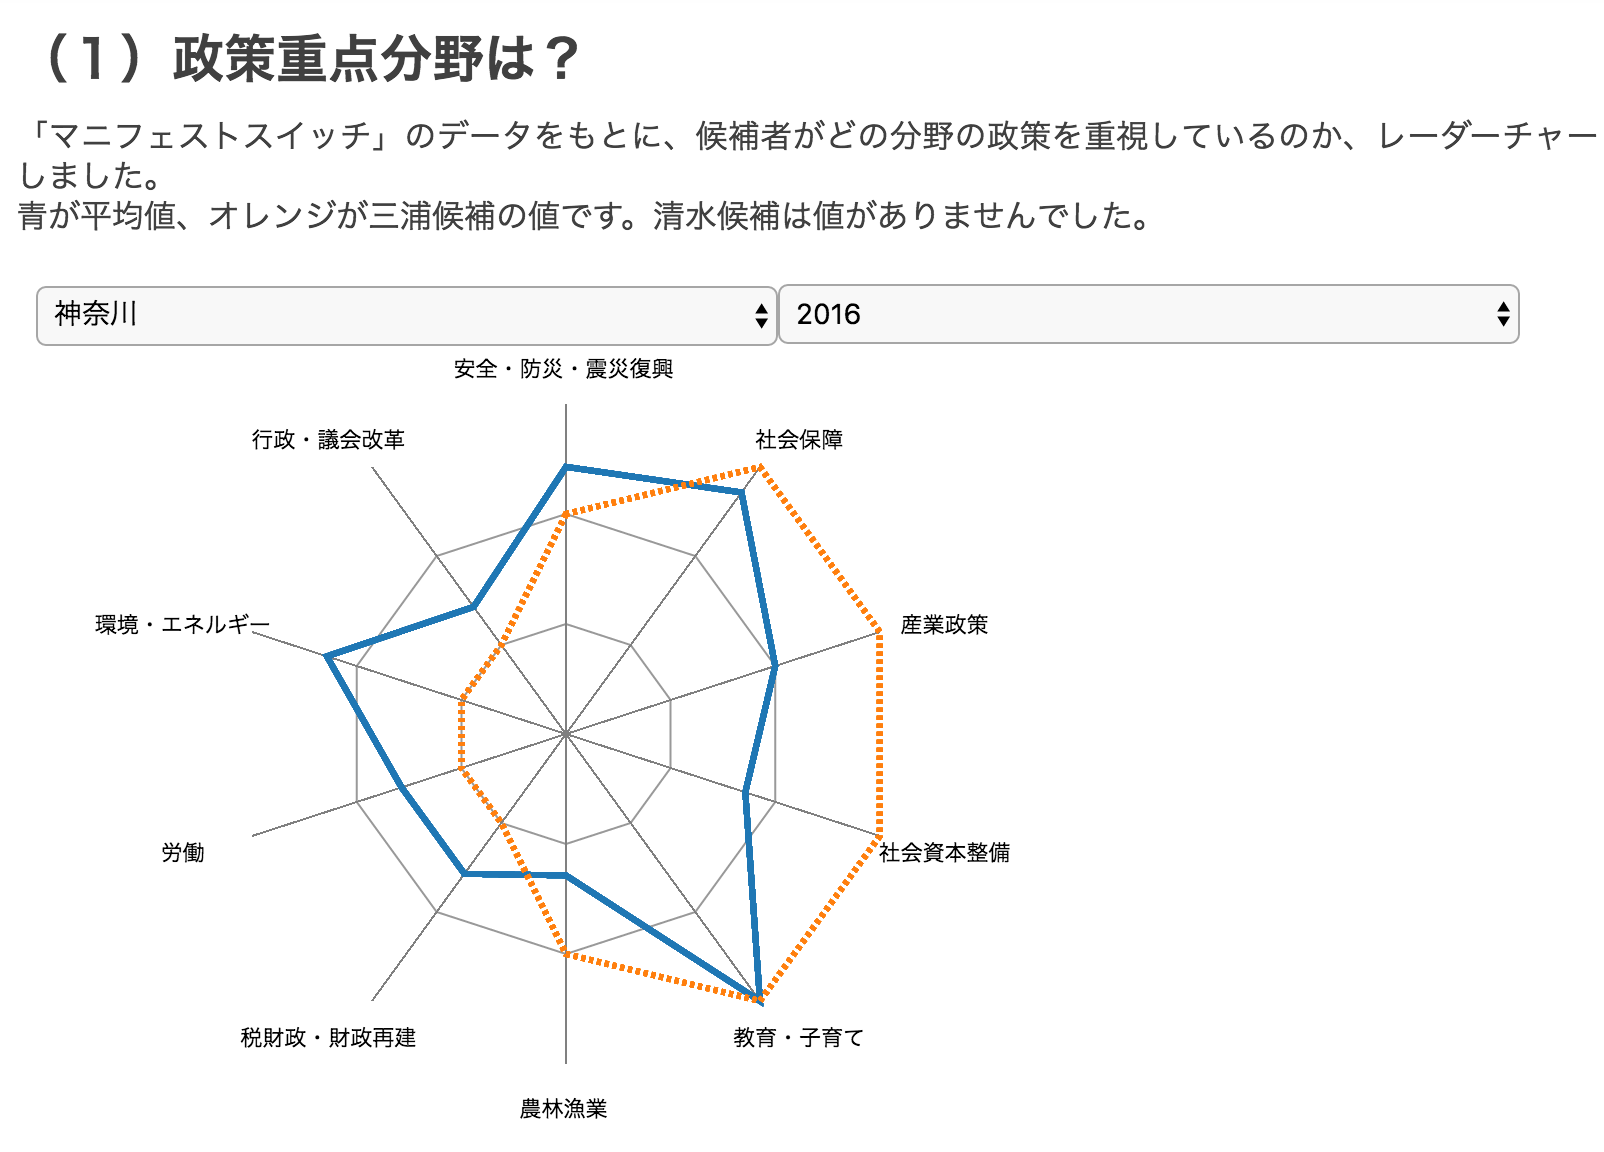 （１）政策重点分野は？
「マニフェストスイッチ」のデータをもとに、候補者がどの分野の政策を重視しているのか、レーダーチャー
しました。
青が平均値、オレンジが三浦候補の値です。清水候補は値がありませんでした。
神奈川
2016
安全・防災・震災復興
行政・議会改革
社会保障
環境・エネルギー
産業政策
労働
社会資本整備
税財政・財政再建
教育・子育て
農林漁業